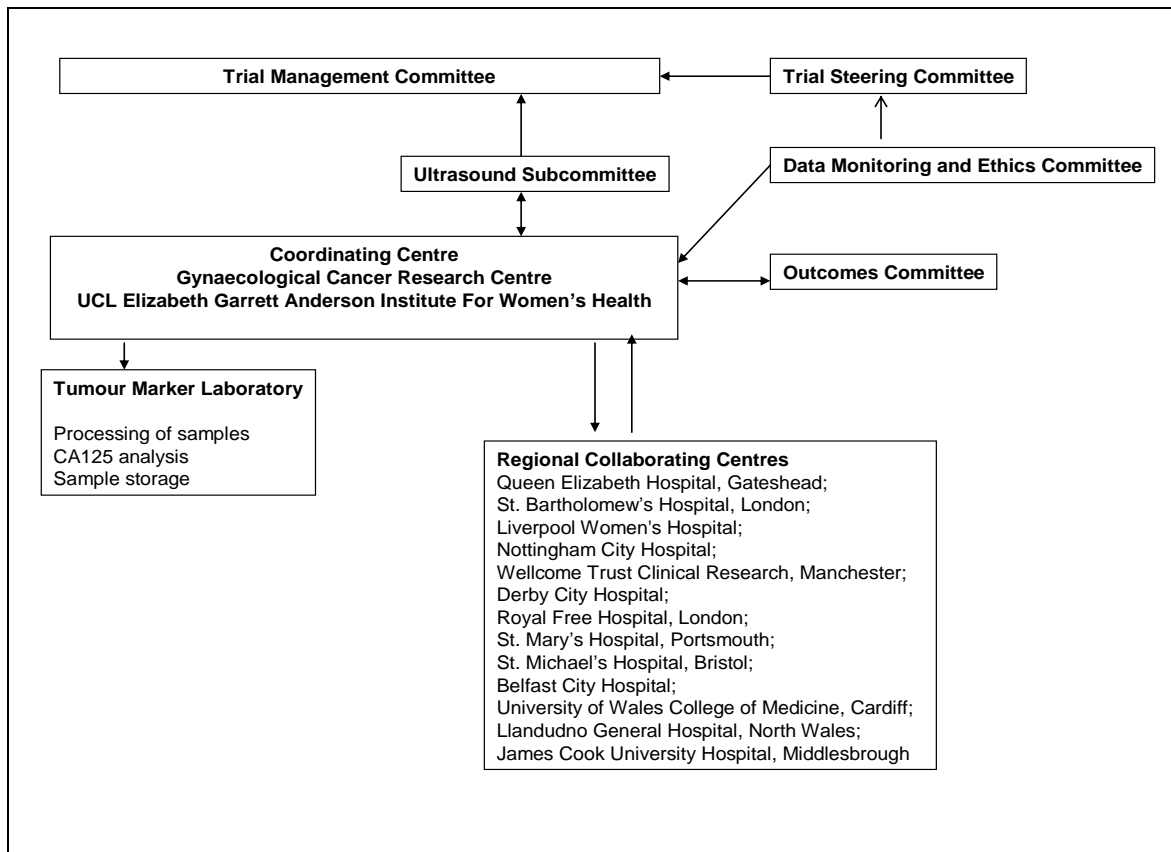 Trial Management Committee
Trial Steering Committee
Ultrasound Subcommittee
Data Monitoring and Ethics Committee
Coordinating Centre
Gynaecological Cancer Research Centre
UCL Elizabeth Garrett Anderson Institute For Women’s Health
Outcomes Committee
Tumour Marker Laboratory
Processing of samples
CA125 analysis
Sample storage
Regional Collaborating Centres
Queen Elizabeth Hospital, Gateshead;
St. Bartholomew’s Hospital, London;
Liverpool Women's Hospital;
Nottingham City Hospital;
Wellcome Trust Clinical Research, Manchester;
Derby City Hospital;
Royal Free Hospital, London;
St. Mary’s Hospital, Portsmouth;
St. Michael’s Hospital, Bristol;
Belfast City Hospital;
University of Wales College of Medicine, Cardiff;
Llandudno General Hospital, North Wales;
James Cook University Hospital, Middlesbrough